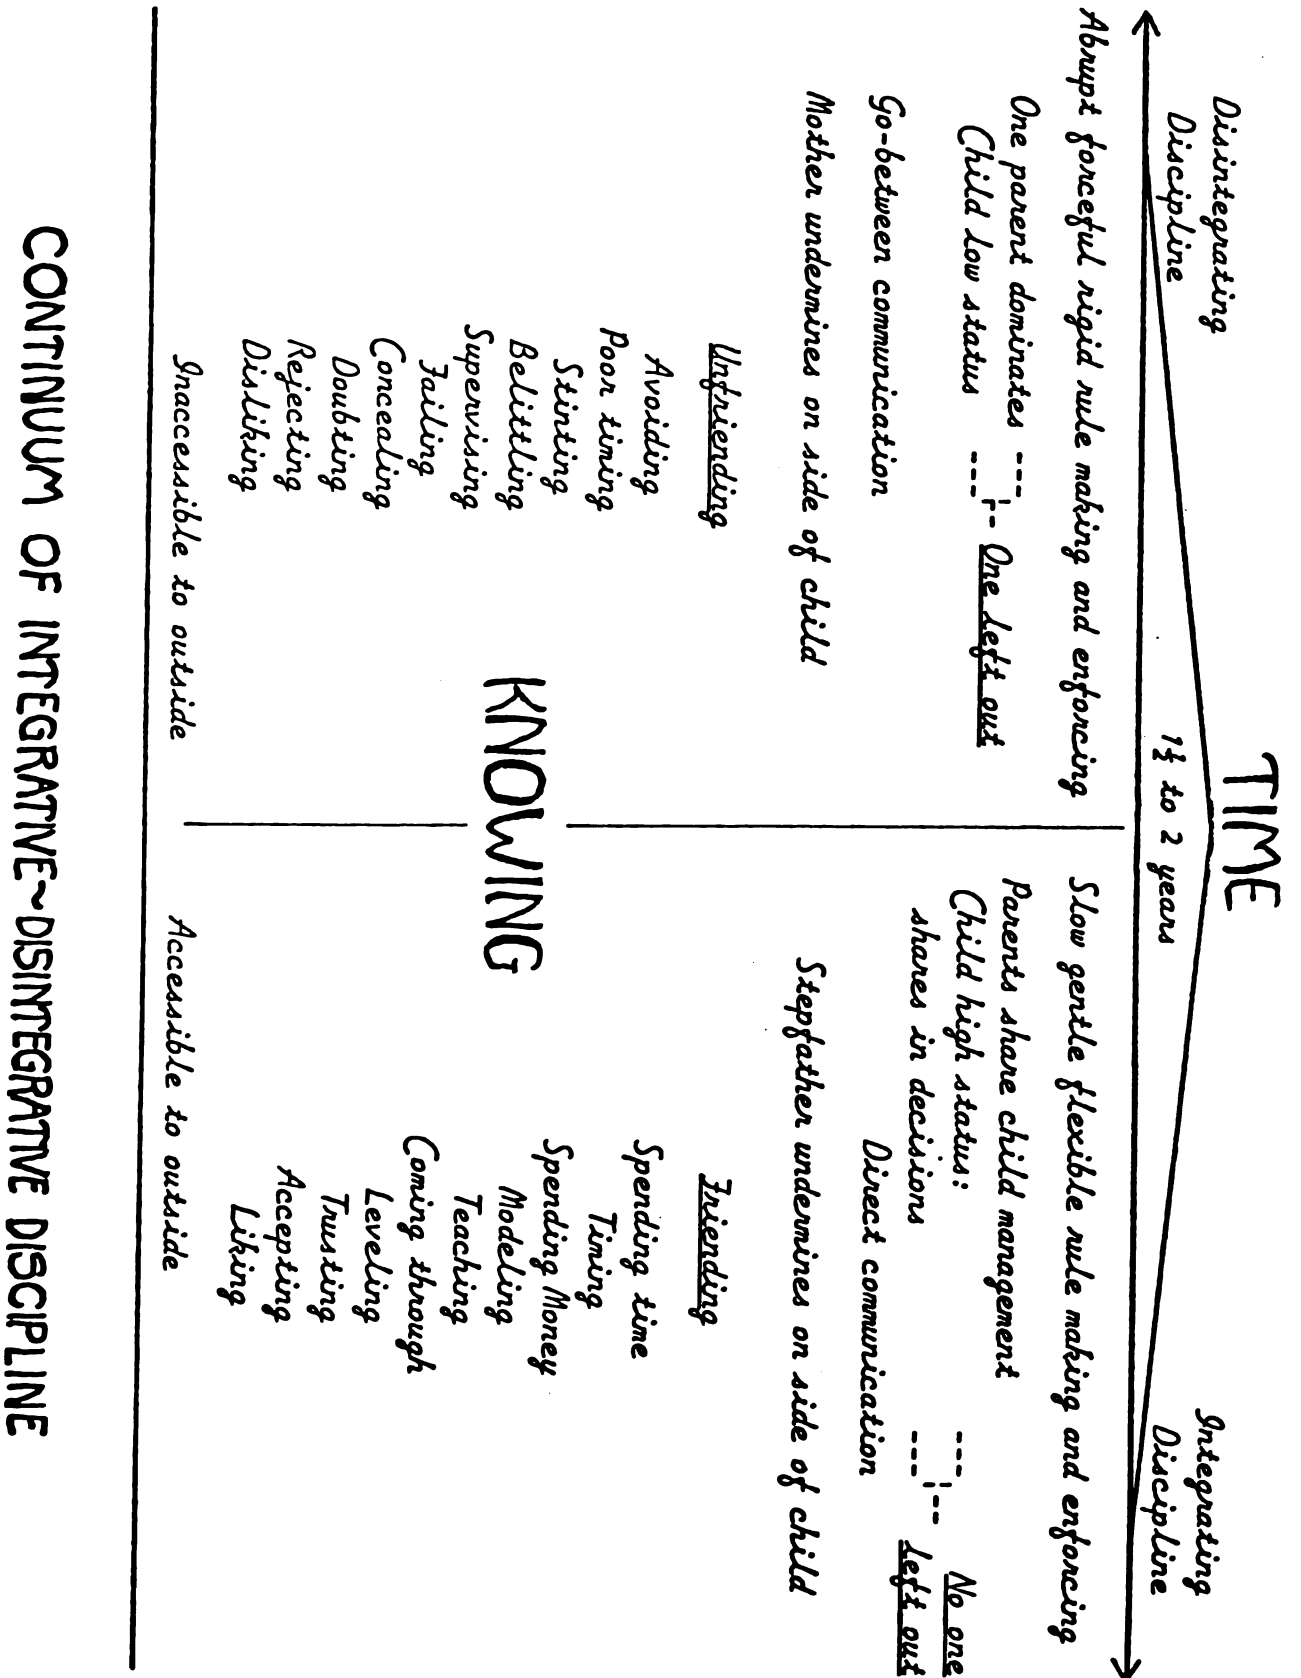 TIME
Disintegrating
Discipline
1½ to 2 years
Integrating
Discipline
Abrupt forceful rigid rule making and enforcing
One parent dominates
Child low status
One left out
Go-between communication
Mother undermines on side of child
Unfriending
Avoiding
Poor timing
Stinting
Belittling
Supervising
Failing
Concealing
Doubting
Rejecting
Disliking
Inaccessible to outside
KNOWING
Slow gentle flexible rule making and enforcing
Parents share child management
Child high status:
shares in decisions
No one
left out
Direct communication
Stepfather undermines on side of child
Friending
Spending time
Timing
Spending Money
Modeling
Teaching
Coming through
Leveling
Trusting
Accepting
Liking
Accessible to outside
CONTINUUM OF INTEGRATIVE~DISINTEGRATIVE DISCIPLINE